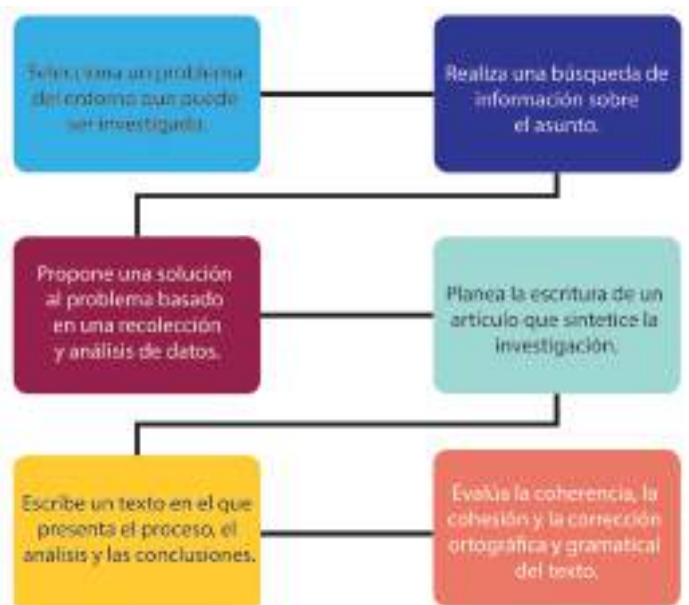 Selecciona un problema
del entorno que puede
ser investigado.
Realiza una búsqueda de
información sobre
el asunto.
Propone una solución
al problema basado
en una recolección
y análisis de datos.
Planea la escritura de un
artículo que sintetice la
investigación.
Escribe un texto en el que
presenta el proceso, el
análisis y las conclusiones.
Evalúa la coherencia, la
cohesión y la corrección
ortográfica y gramatical
del texto.